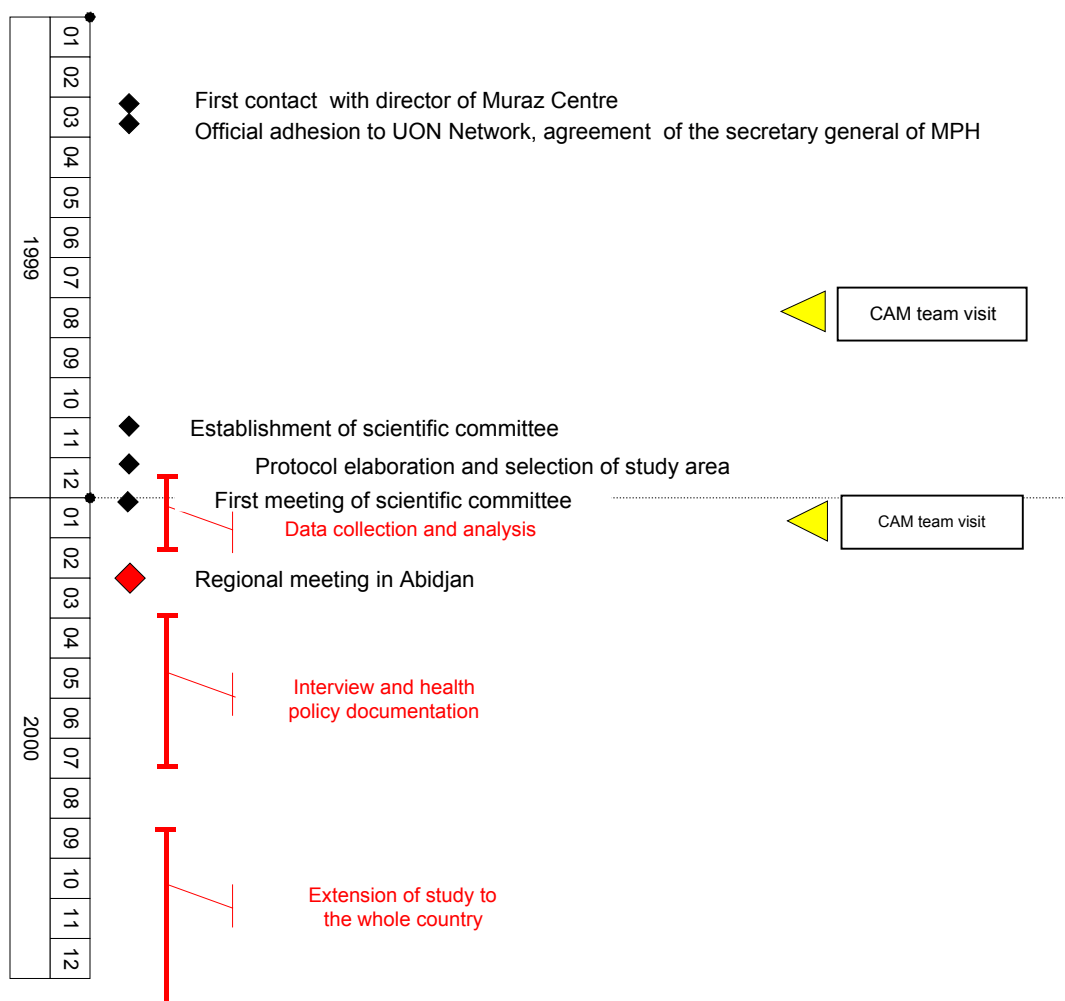 1999
01
02
03
04
05
06
07
08
09
10
11
12
First contact with director of Muraz Centre
Official adhesion to UON Network, agreement of the secretary general of MPH
CAM team visit
Establishment of scientific committee
Protocol elaboration and selection of study area
2000
01
02
03
04
05
06
07
08
09
10
11
12
First meeting of scientific committee
Data collection and analysis
CAM team visit
Regional meeting in Abidjan
Interview and health
policy documentation
Extension of study to
the whole country